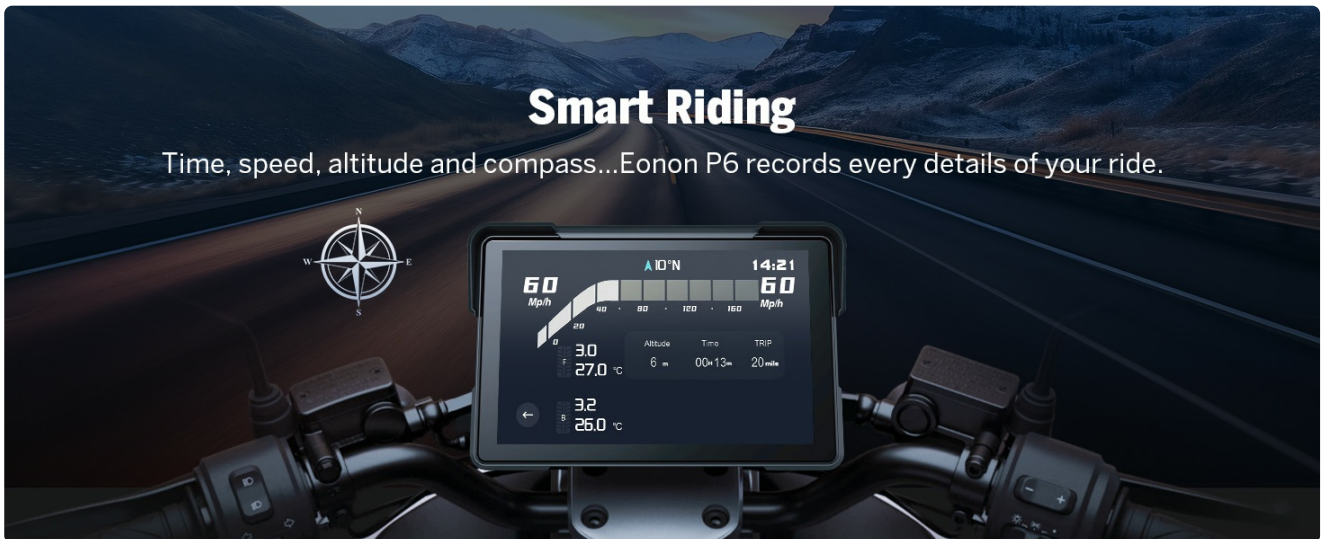 Smart Riding
Time, speed, altitude and compass...Eonon P6 records every details of your ride.
N
W E
S
10°N 14:21
60 60
Mp/h Mp/h
40 · 80 · 120 · 160
20
0
Altitude Time TRIP
6 m 00H 13m 20 mile
F 3.0
27.0 °C
B 3.2
26.0 °C
- +